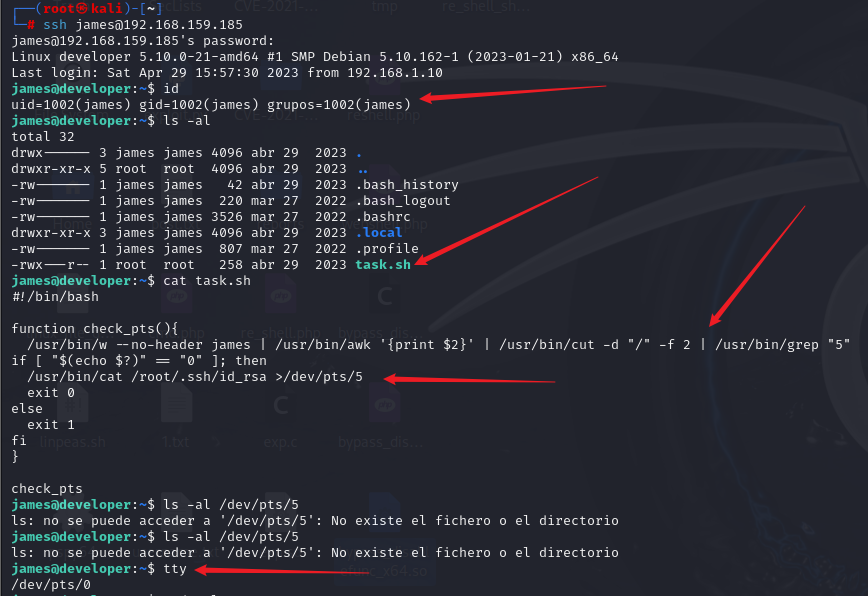 ┌──(root㉿kali)-[~]
└─# ssh james@192.168.159.185
james@192.168.159.185's password:
Linux developer 5.10.0-21-amd64 #1 SMP Debian 5.10.162-1 (2023-01-21) x86_64
Last login: Sat Apr 29 15:57:30 2023 from 192.168.1.10
james@developer:~$ id
uid=1002(james) gid=1002(james) grupos=1002(james)
james@developer:~$ ls -al
total 32
drwx------ 3 james james 4096 abr 29  2023 .
drwxr-xr-x 5 root  root  4096 abr 29  2023 ..
-rw------- 1 james james   42 abr 29  2023 .bash_history
-rw------- 1 james james  220 mar 27  2022 .bash_logout
-rw------- 1 james james 3526 mar 27  2022 .bashrc
drwxr-xr-x 3 james james 4096 abr 29  2023 .local
-rw------- 1 james james  807 mar 27  2022 .profile
-rwx---r-- 1 root  root   258 abr 29  2023 task.sh
james@developer:~$ cat task.sh
#!/bin/bash

function check_pts(){
  /usr/bin/w --no-header james | /usr/bin/awk '{print $2}' | /usr/bin/cut -d "/" -f 2 | /usr/bin/grep "5"
if [ "$(echo $?)" == "0" ]; then
  /usr/bin/cat /root/.ssh/id_rsa >/dev/pts/5
  exit 0
else
  exit 1
fi
}

check_pts
james@developer:~$ ls -al /dev/pts/5
ls: no se puede acceder a '/dev/pts/5': No existe el fichero o el directorio
james@developer:~$ ls -al /dev/pts/5
ls: no se puede acceder a '/dev/pts/5': No existe el fichero o el directorio
james@developer:~$ tty
/dev/pts/0